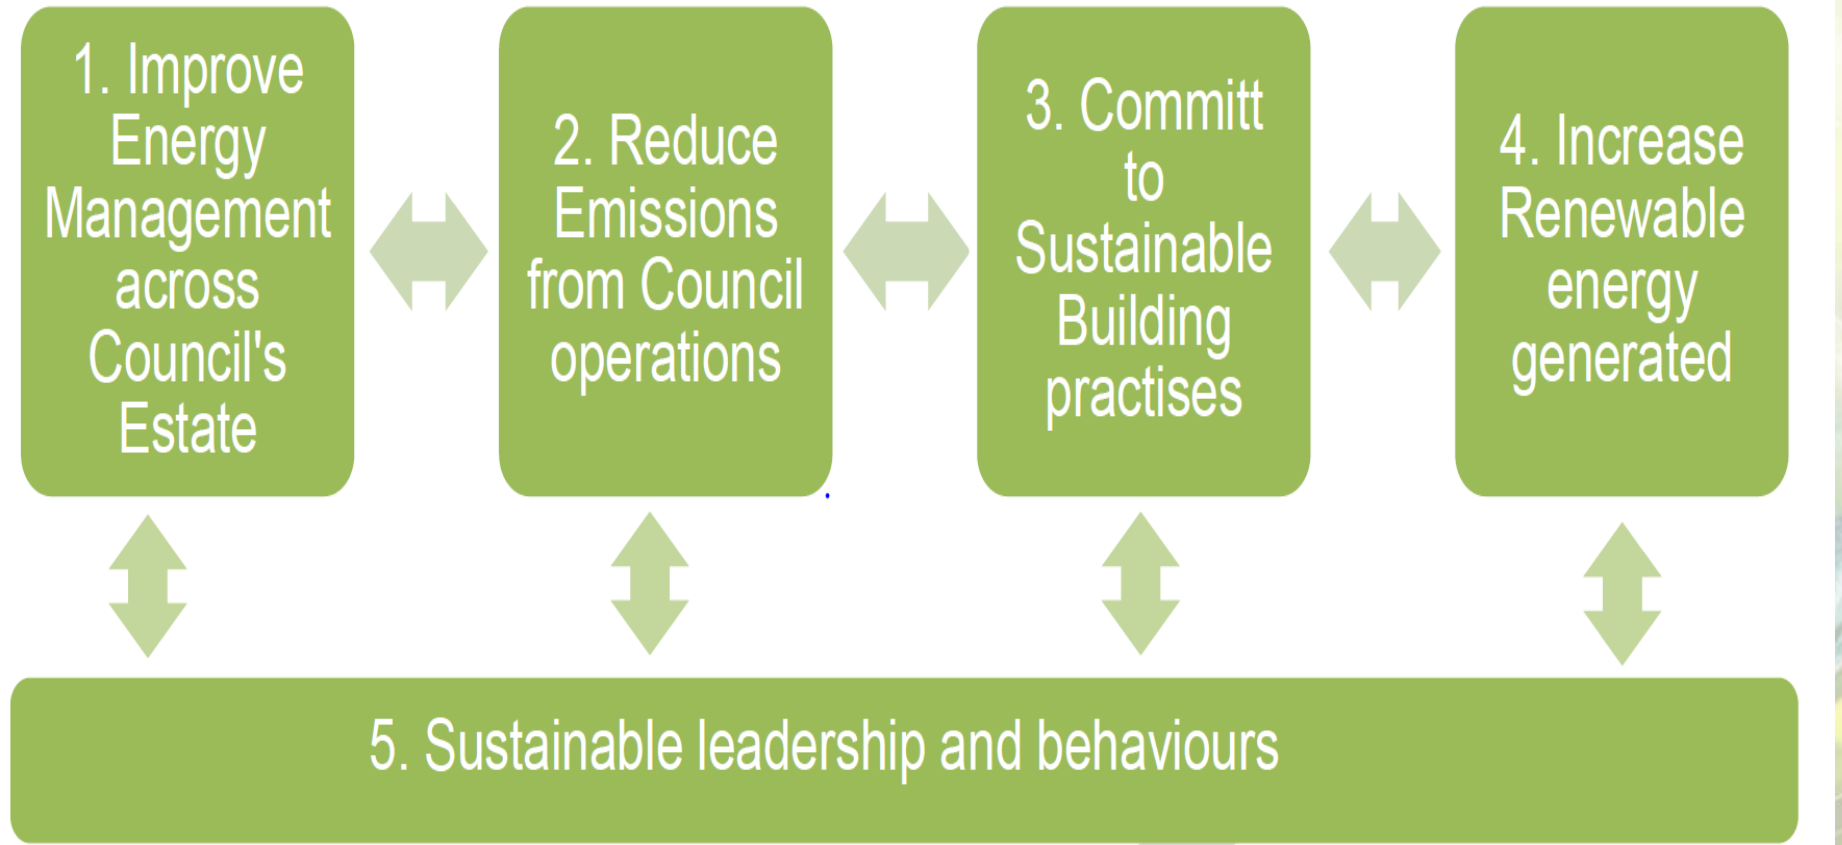 1. Improve
Energy
Management
across
Council's
Estate
2. Reduce
Emissions
from Council
operations
3. Committ
to
Sustainable
Building
practises
4. Increase
Renewable
energy
generated
5. Sustainable leadership and behaviours